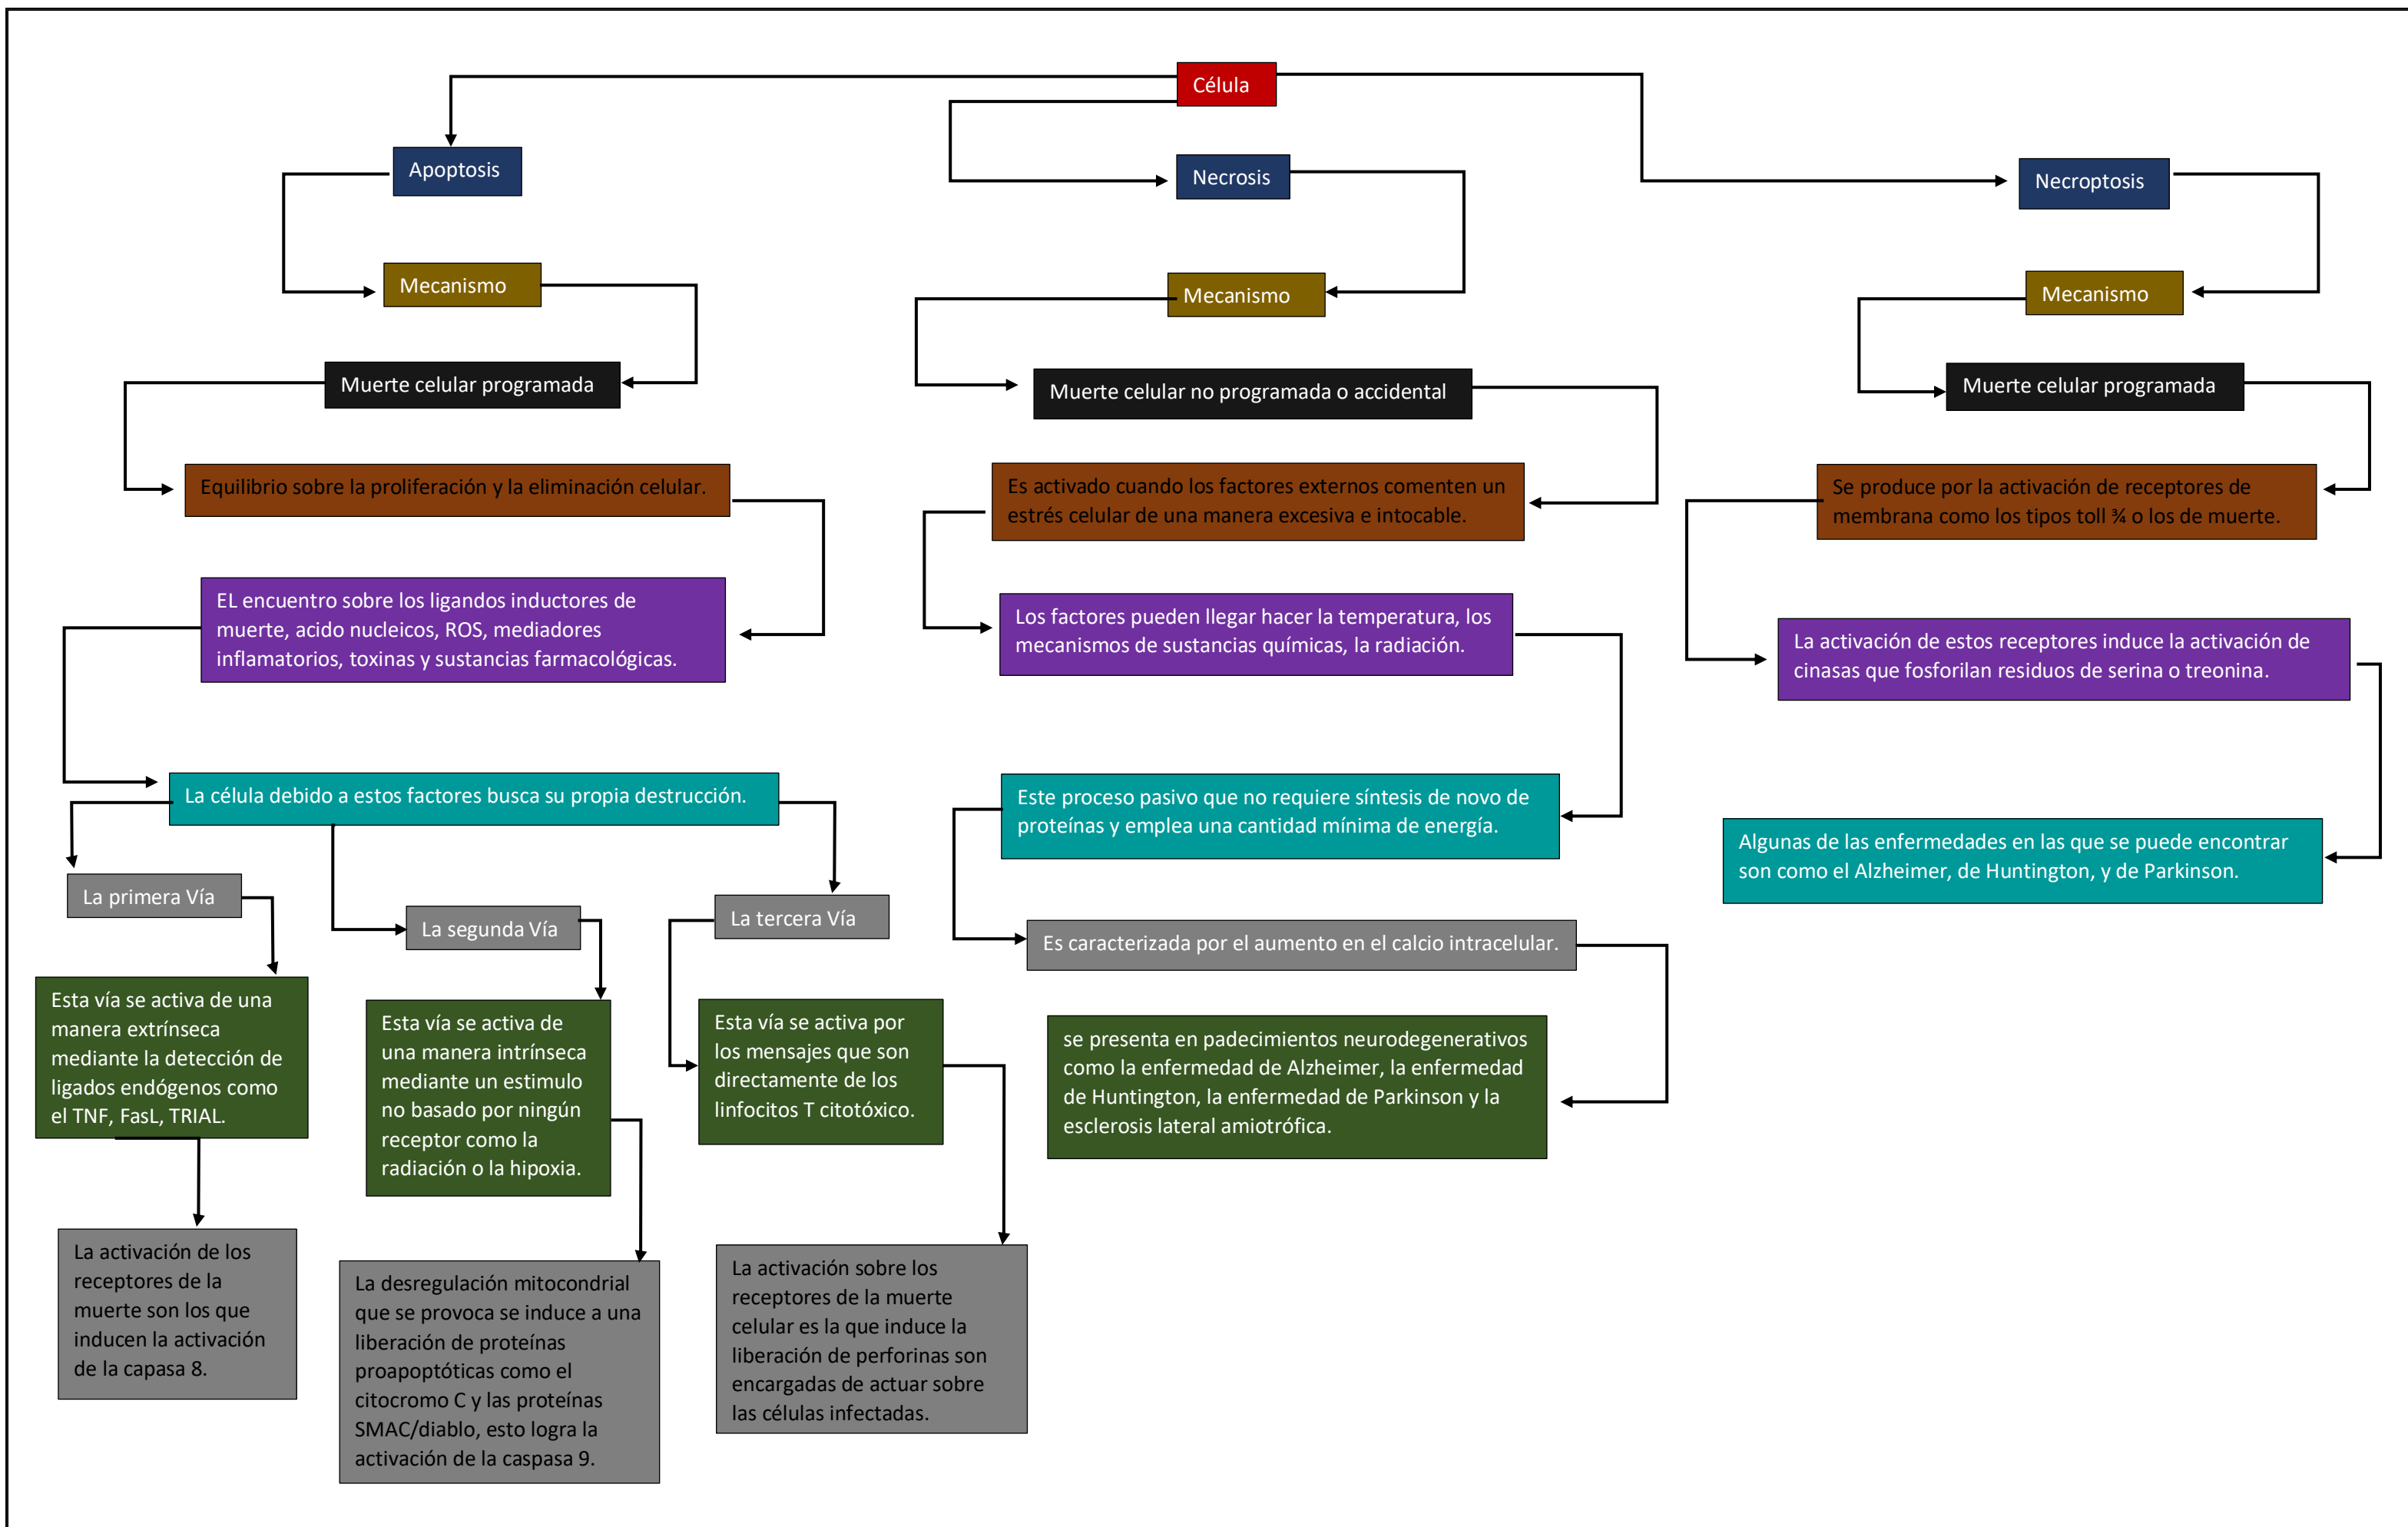 Célula
Apoptosis
Necrosis
Necroptosis
Mecanismo
Mecanismo
Mecanismo
Muerte celular programada
Muerte celular no programada o accidental
Muerte celular programada
Equilibrio sobre la proliferación y la eliminación celular.
Es activado cuando los factores externos comenten un
estrés celular de una manera excesiva e intocable.
Se produce por la activación de receptores de
membrana como los tipos toll ¾ o los de muerte.
EL encuentro sobre los ligandos inductores de
muerte, acido nucleicos, ROS, mediadores
inflamatorios, toxinas y sustancias farmacológicas.
Los factores pueden llegar hacer la temperatura, los
mecanismos de sustancias químicas, la radiación.
La activación de estos receptores induce la activación de
cinasas que fosforilan residuos de serina o treonina.
La célula debido a estos factores busca su propia destrucción.
Este proceso pasivo que no requiere síntesis de novo de
proteínas y emplea una cantidad mínima de energía.
Algunas de las enfermedades en las que se puede encontrar
son como el Alzheimer, de Huntington, y de Parkinson.
La primera Vía
La segunda Vía
La tercera Vía
Es caracterizada por el aumento en el calcio intracelular.
Esta vía se activa de una
manera extrínseca
mediante la detección de
ligados endógenos como
el TNF, FasL, TRIAL.
Esta vía se activa de
una manera intrínseca
mediante un estimulo
no basado por ningún
receptor como la
radiación o la hipoxia.
Esta vía se activa por
los mensajes que son
directamente de los
linfocitos T citotóxico.
se presenta en padecimientos neurodegenerativos
como la enfermedad de Alzheimer, la enfermedad
de Huntington, la enfermedad de Parkinson y la
esclerosis lateral amiotrófica.
La activación de los
receptores de la
muerte son los que
inducen la activación
de la capasa 8.
La desregulación mitocondrial
que se provoca se induce a una
liberación de proteínas
proapoptóticas como el
citocromo C y las proteínas
SMAC/diablo, esto logra la
activación de la caspasa 9.
La activación sobre los
receptores de la muerte
celular es la que induce la
liberación de perforinas son
encargadas de actuar sobre
las células infectadas.